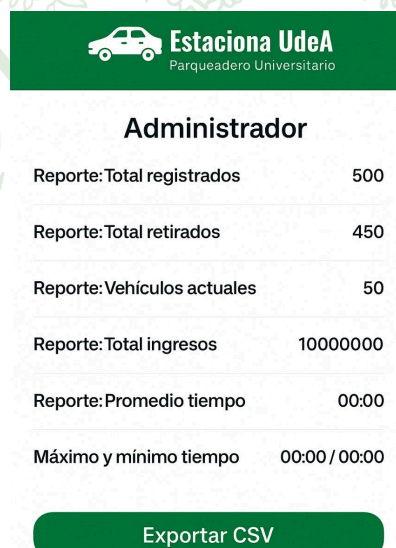 Estaciona UdeA
Parqueadero Universitario
Administrador
Reporte:Total registrados 500
Reporte:Total retirados 450
Reporte:Vehículos actuales 50
Reporte:Total ingresos 10000000
Reporte:Promedio tiempo 00:00
Máximo y mínimo tiempo 00:00 / 00:00
Exportar CSV